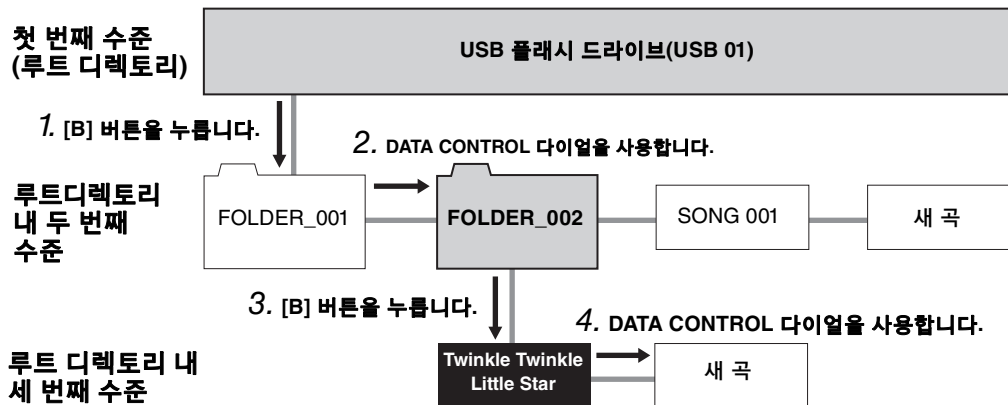 첫 번째 수준
(루트 디렉토리)
USB 플래시 드라이브(USB 01)
1. [B] 버튼을 누릅니다.
2. DATA CONTROL 다이얼을 사용합니다.
루트디렉토리
내 두 번째
수준
FOLDER_001
FOLDER_002
SONG 001
새 곡
3. [B] 버튼을 누릅니다.
4. DATA CONTROL 다이얼을 사용합니다.
루트 디렉토리 내
세 번째 수준
Twinkle Twinkle
Little Star
새 곡